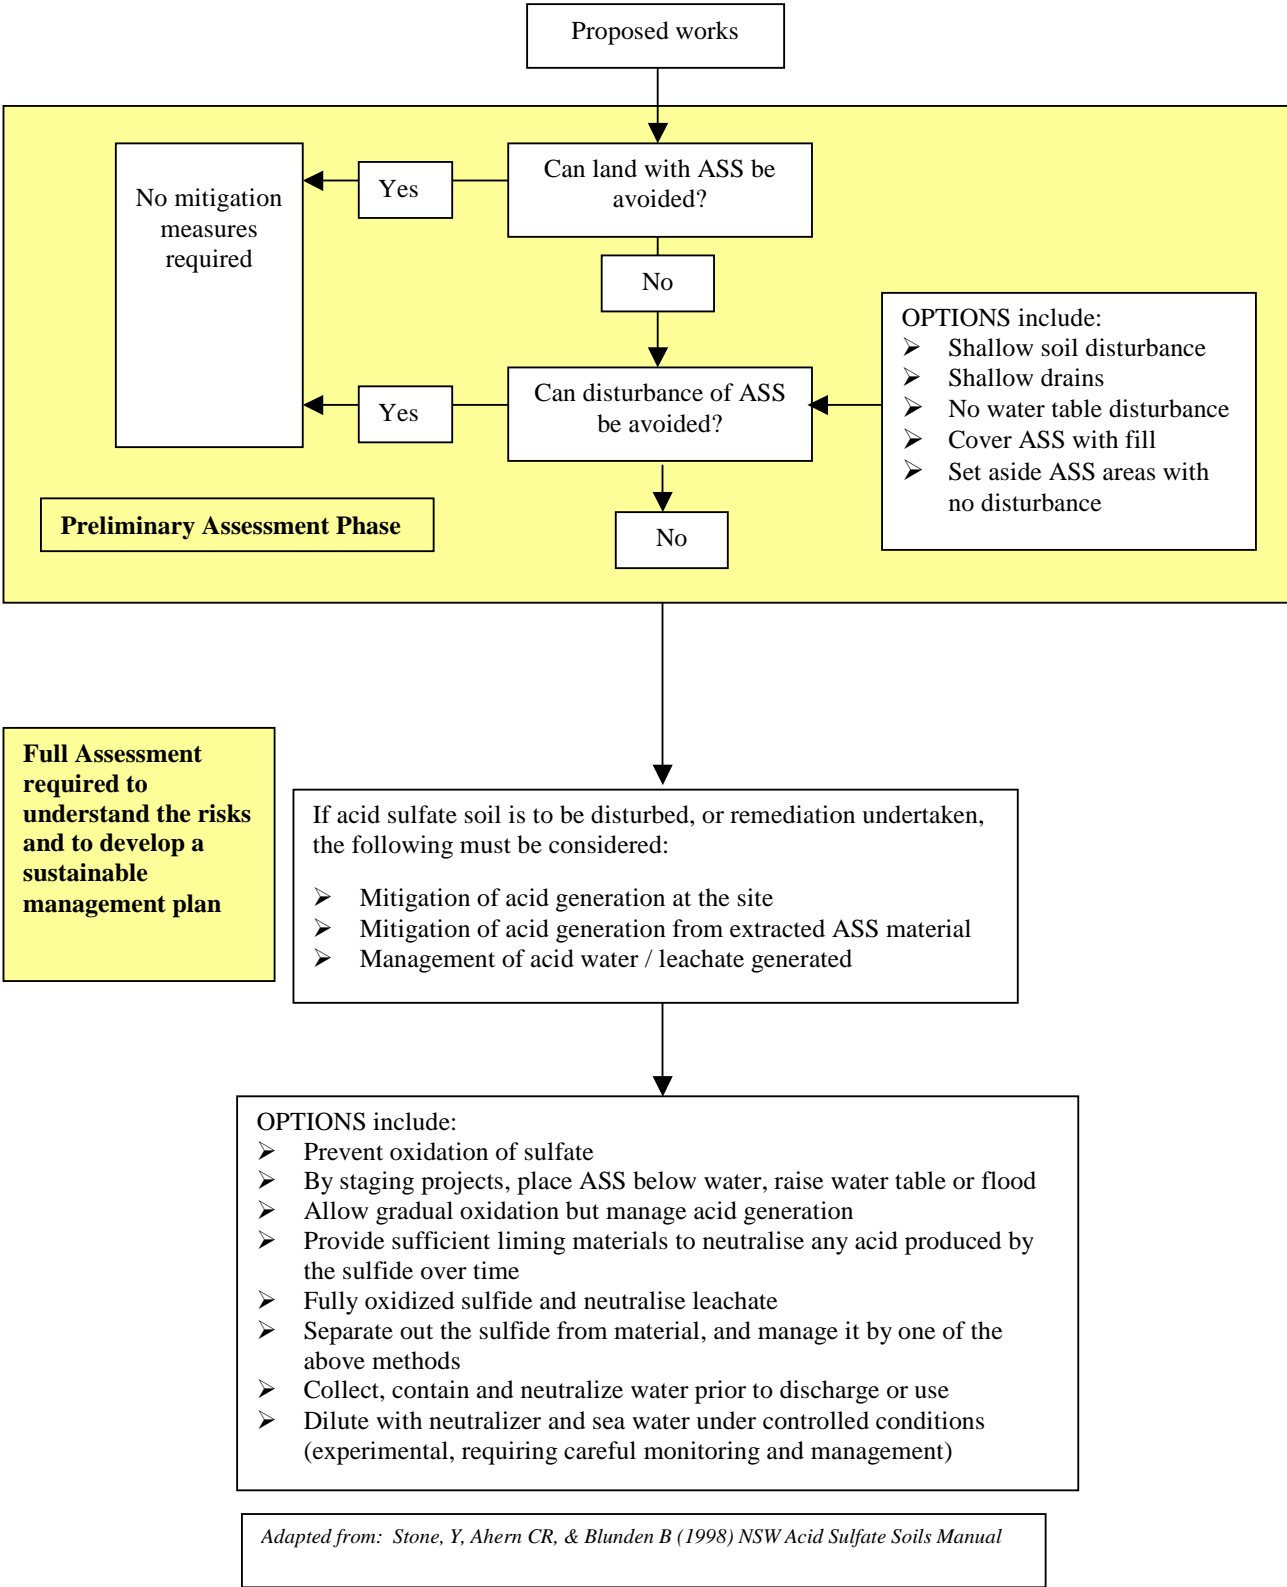 Proposed works
Can land with ASS be
avoided?
Yes
No mitigation
measures
required
No
OPTIONS include:
➢ Shallow soil disturbance
➢ Shallow drains
➢ No water table disturbance
➢ Cover ASS with fill
➢ Set aside ASS areas with
no disturbance
Can disturbance of ASS
be avoided?
Yes
Preliminary Assessment Phase
No
Full Assessment
required to
understand the risks
and to develop a
sustainable
management plan
If acid sulfate soil is to be disturbed, or remediation undertaken,
the following must be considered:
➢ Mitigation of acid generation at the site
➢ Mitigation of acid generation from extracted ASS material
➢ Management of acid water / leachate generated
OPTIONS include:
➢ Prevent oxidation of sulfate
➢ By staging projects, place ASS below water, raise water table or flood
➢ Allow gradual oxidation but manage acid generation
➢ Provide sufficient liming materials to neutralise any acid produced by
the sulfide over time
➢ Fully oxidized sulfide and neutralise leachate
➢ Separate out the sulfide from material, and manage it by one of the
above methods
➢ Collect, contain and neutralize water prior to discharge or use
➢ Dilute with neutralizer and sea water under controlled conditions
(experimental, requiring careful monitoring and management)
Adapted from: Stone, Y, Ahern CR, & Blunden B (1998) NSW Acid Sulfate Soils Manual